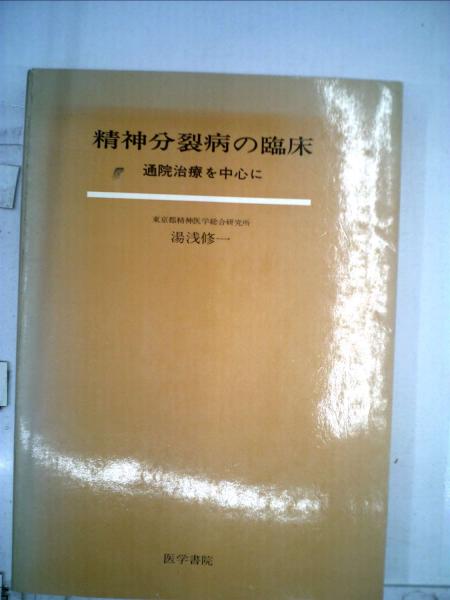 精神分裂病の臨床
通院治療を中心に
東京都精神医学総合研究所
湯浅修一
医学書院